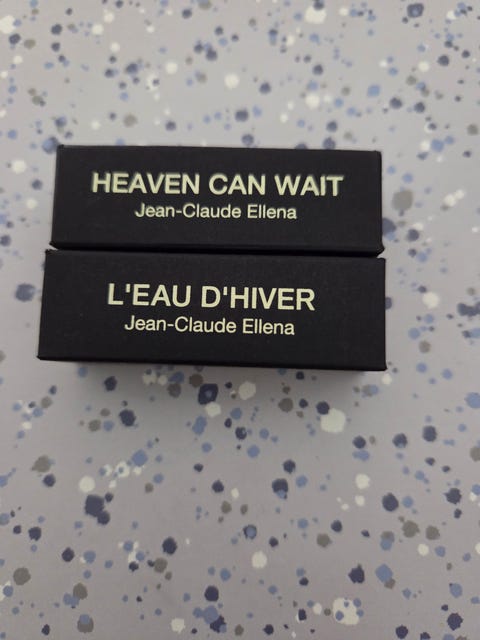 HEAVEN CAN WAIT
Jean-Claude Ellena
L'EAU D'HIVER
Jean-Claude Ellena